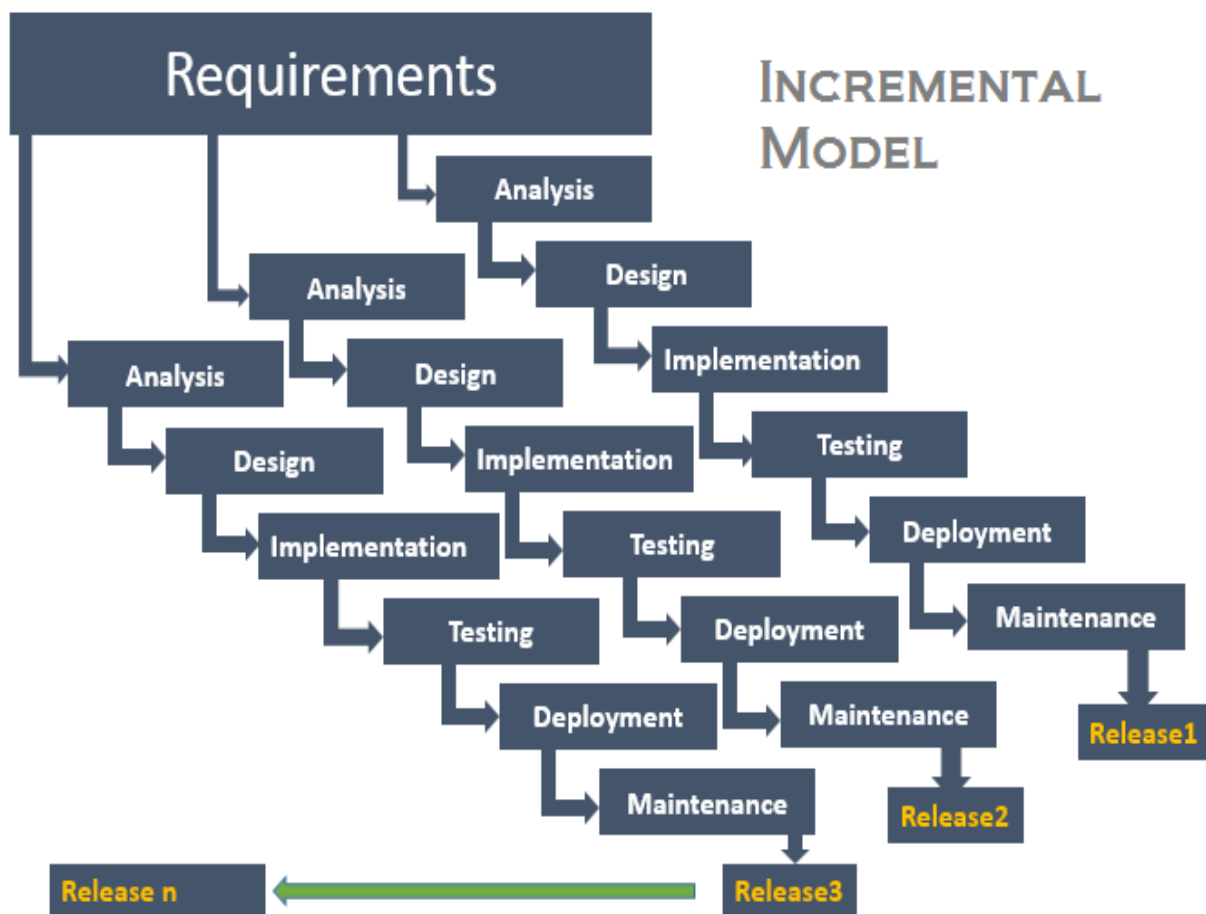 Requirements
INCREMENTAL
MODEL
Analysis
Design
Implementation
Testing
Deployment
Maintenance
Release1
Analysis
Design
Implementation
Testing
Deployment
Maintenance
Release2
Analysis
Design
Implementation
Testing
Deployment
Maintenance
Release3
Release n